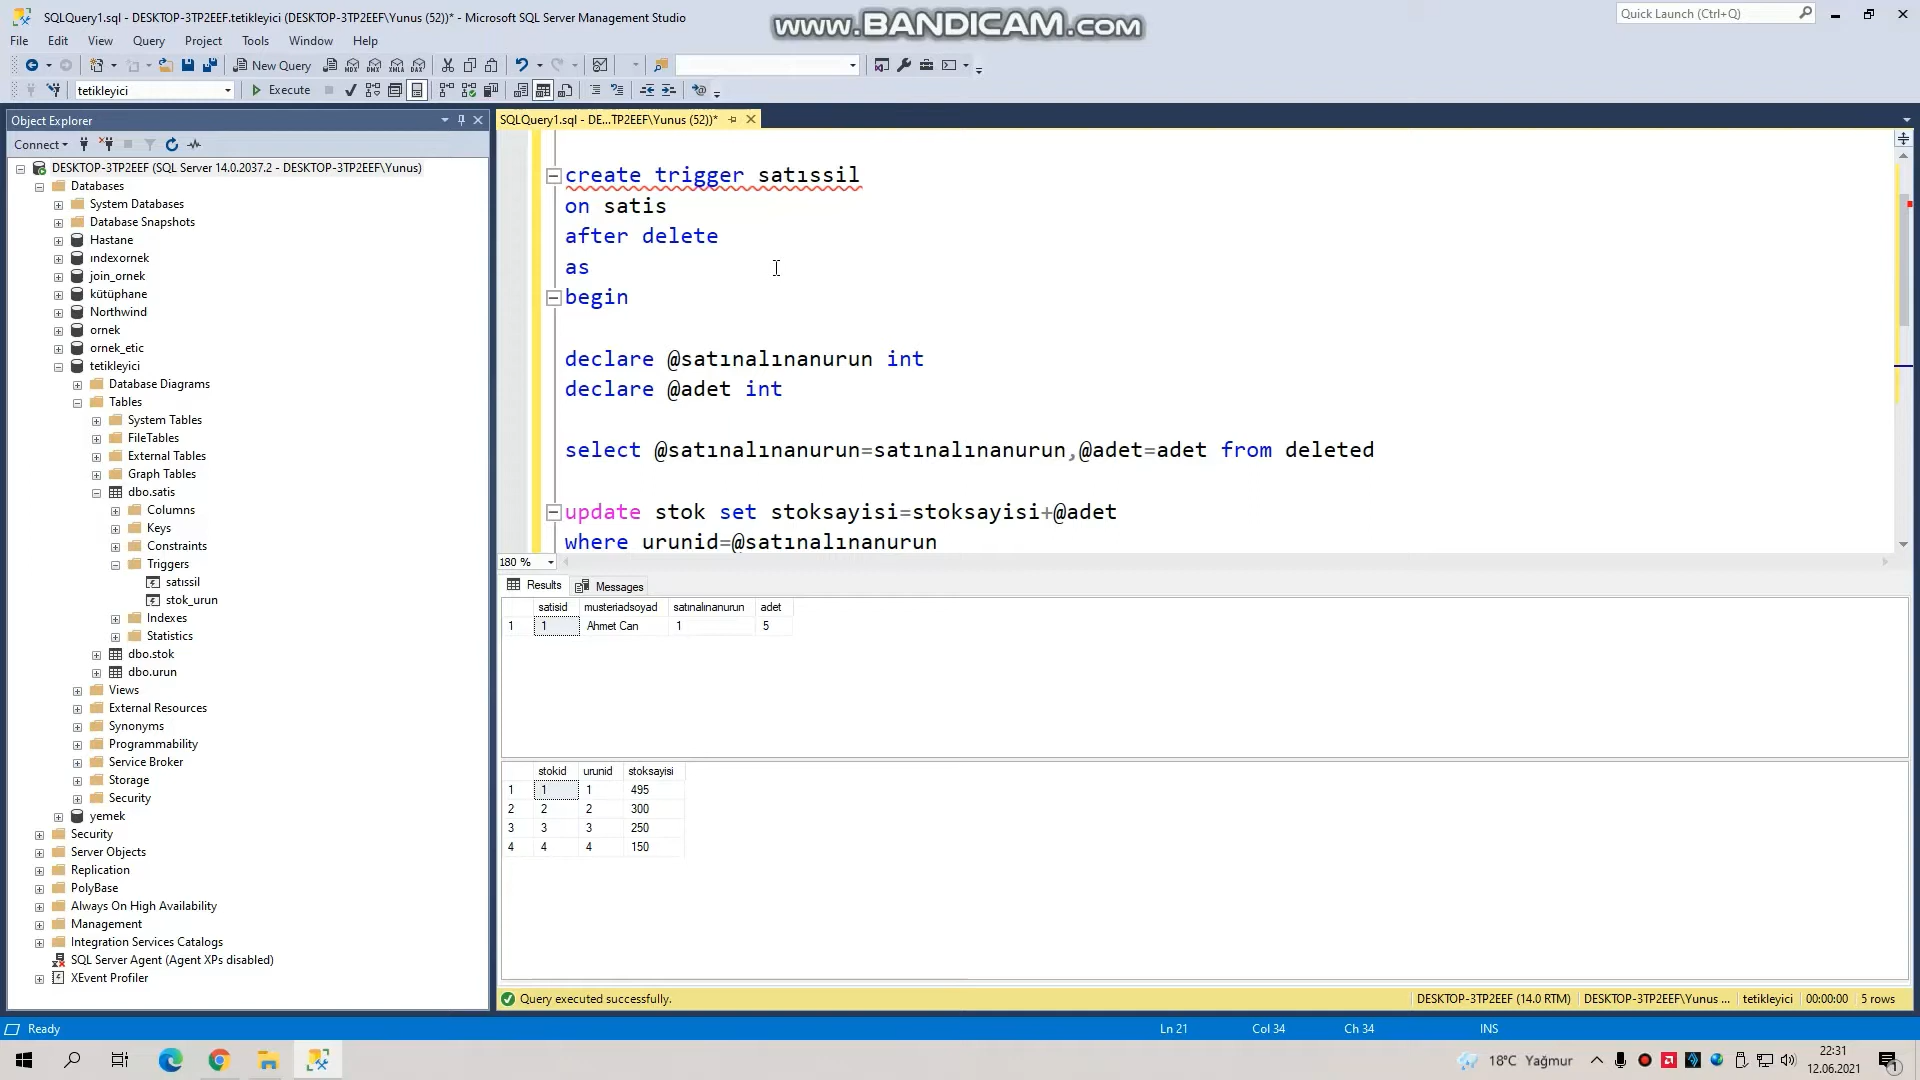 SQLQuery1.sql - DESKTOP-3TP2EEF.tetikleyici (DESKTOP-3TP2EEF\Yunus (52))* - Microsoft SQL Server Management Studio
www.BANDICAM.com
Quick Launch (Ctrl+Q)
File Edit View Query Project Tools Window Help
New Query
MDX DMX XMLA DAX
tetikleyici
Execute
Object Explorer
SQLQuery1.sql - DE...TP2EEF\Yunus (52))*
Connect
DESKTOP-3TP2EEF (SQL Server 14.0.2037.2 - DESKTOP-3TP2EEF\Yunus)
Databases
System Databases
Database Snapshots
Hastane
ındexornek
join_ornek
kütüphane
Northwind
ornek
ornek_etic
tetikleyici
Database Diagrams
Tables
System Tables
FileTables
External Tables
Graph Tables
dbo.satis
Columns
Keys
Constraints
Triggers
satıssil
stok_urun
Indexes
Statistics
dbo.stok
dbo.urun
Views
External Resources
Synonyms
Programmability
Service Broker
Storage
Security
yemek
Security
Server Objects
Replication
PolyBase
Always On High Availability
Management
Integration Services Catalogs
SQL Server Agent (Agent XPs disabled)
XEvent Profiler
create trigger satıssil
on satis
after delete
as
begin
declare @satınalınanurun int
declare @adet int
select @satınalınanurun=satınalınanurun,@adet=adet from deleted
update stok set stoksayisi=stoksayisi+@adet
where urunid=@satınalınanurun
180 %
Results Messages
satisid musteriadsoyad satınalınanurun adet
1 1 Ahmet Can 1 5
stokid urunid stoksayisi
1 1 1 495
2 2 2 300
3 3 3 250
4 4 4 150
Query executed successfully.
DESKTOP-3TP2EEF (14.0 RTM) DESKTOP-3TP2EEF\Yunus ... tetikleyici 00:00:00 5 rows
Ready
Ln 21 Col 34 Ch 34 INS
18°C Yağmur
22:31
12.06.2021
1